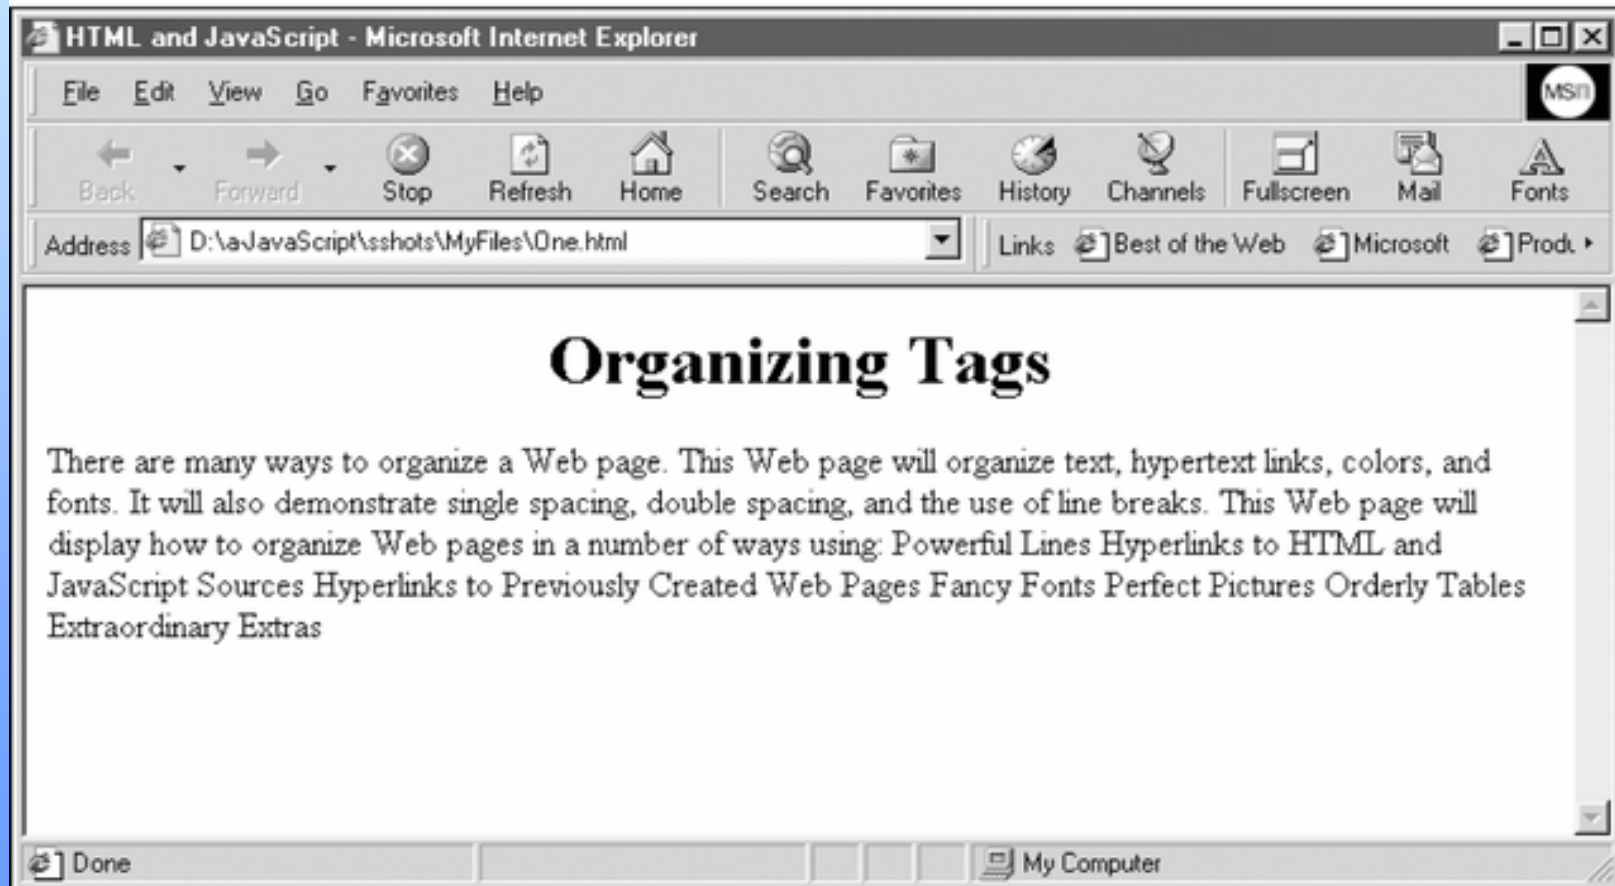 HTML and JavaScript - Microsoft Internet Explorer
File Edit View Go Favorites Help
MSn
Back Forward Stop Refresh Home Search Favorites History Channels Fullscreen Mail Fonts
Address D:\aJavaScript\sshots\MyFiles\One.html Links Best of the Web Microsoft Produ
Organizing Tags
There are many ways to organize a Web page. This Web page will organize text, hypertext links, colors, and
fonts. It will also demonstrate single spacing, double spacing, and the use of line breaks. This Web page will
display how to organize Web pages in a number of ways using: Powerful Lines Hyperlinks to HTML and
JavaScript Sources Hyperlinks to Previously Created Web Pages Fancy Fonts Perfect Pictures Orderly Tables
Extraordinary Extras
Done My Computer